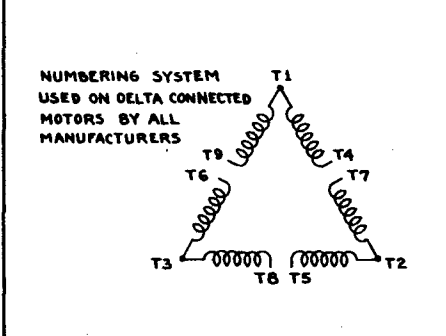 NUMBERING SYSTEM
USED ON DELTA CONNECTED
MOTORS BY ALL
MANUFACTURERS
T1
T9
T4
T6
T7
T3
T2
T8 T5